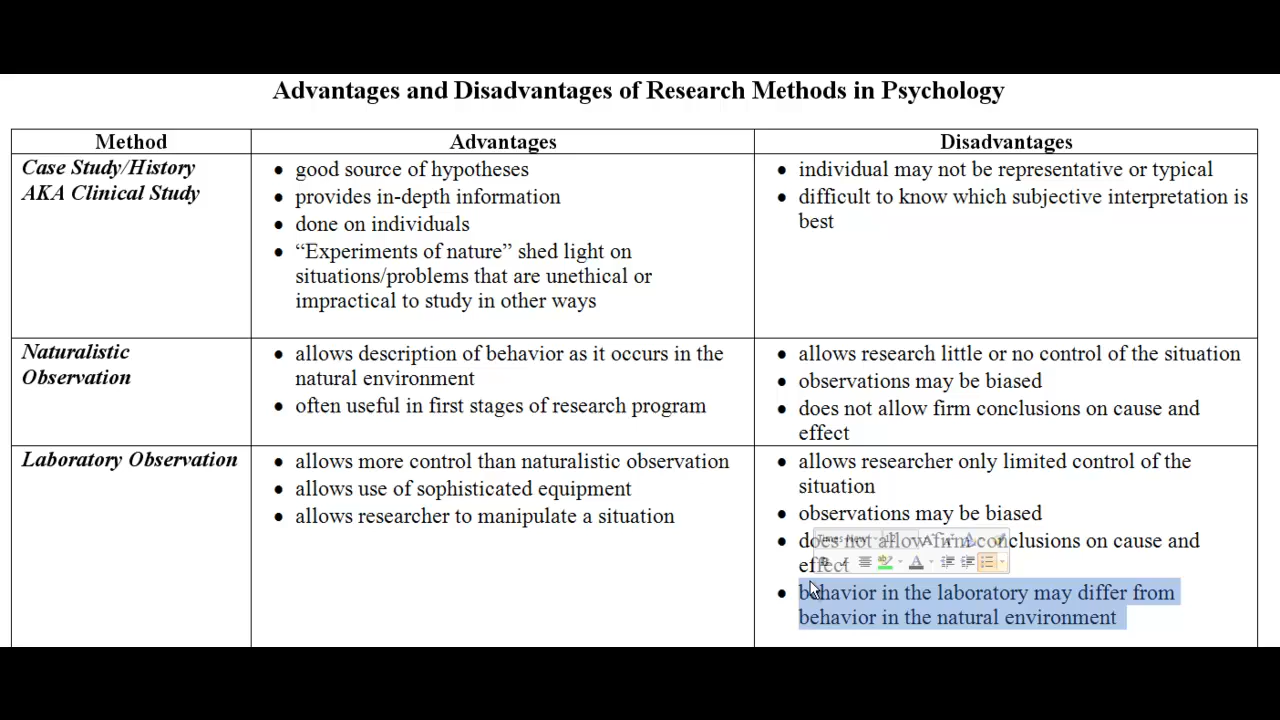 Advantages and Disadvantages of Research Methods in Psychology
Method
Advantages
Disadvantages
Case Study/History
AKA Clinical Study
• good source of hypotheses
• provides in-depth information
• done on individuals
• “Experiments of nature” shed light on
situations/problems that are unethical or
impractical to study in other ways
• individual may not be representative or typical
• difficult to know which subjective interpretation is
best
Naturalistic
Observation
• allows description of behavior as it occurs in the
natural environment
• often useful in first stages of research program
• allows research little or no control of the situation
• observations may be biased
• does not allow firm conclusions on cause and
effect
Laboratory Observation
• allows more control than naturalistic observation
• allows use of sophisticated equipment
• allows researcher to manipulate a situation
• allows researcher only limited control of the
situation
• observations may be biased
• does not allow firm conclusions on cause and
effect
• behavior in the laboratory may differ from
behavior in the natural environment